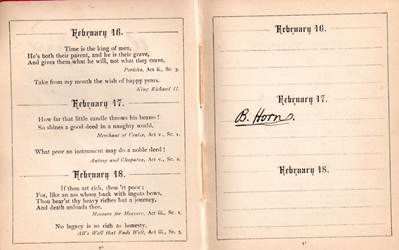 February 16.
Time is the king of men,
He's both their parent, and he is their grave,
And gives them what he will, not what they crave.
Pericles, Act ii., Sc. 3.
Take from my mouth the wish of happy years.
King Richard II.
February 17.
How far that little candle throws his beams!
So shines a good deed in a naughty world.
Merchant of Venice, Act v., Sc. 1.
What poor an instrument may do a noble deed!
Antony and Cleopatra, Act v., Sc. 2.
February 18.
If thou art rich, thou 'rt poor;
For, like an ass whose back with ingots bows,
Thou bear'st thy heavy riches but a journey,
And death unloads thee.
Measure for Measure, Act iii., Sc. 1.
No legacy is so rich as honesty.
All's Well that Ends Well, Act iii., Sc. 5.
February 16.
February 17.
B. Horns.
February 18.